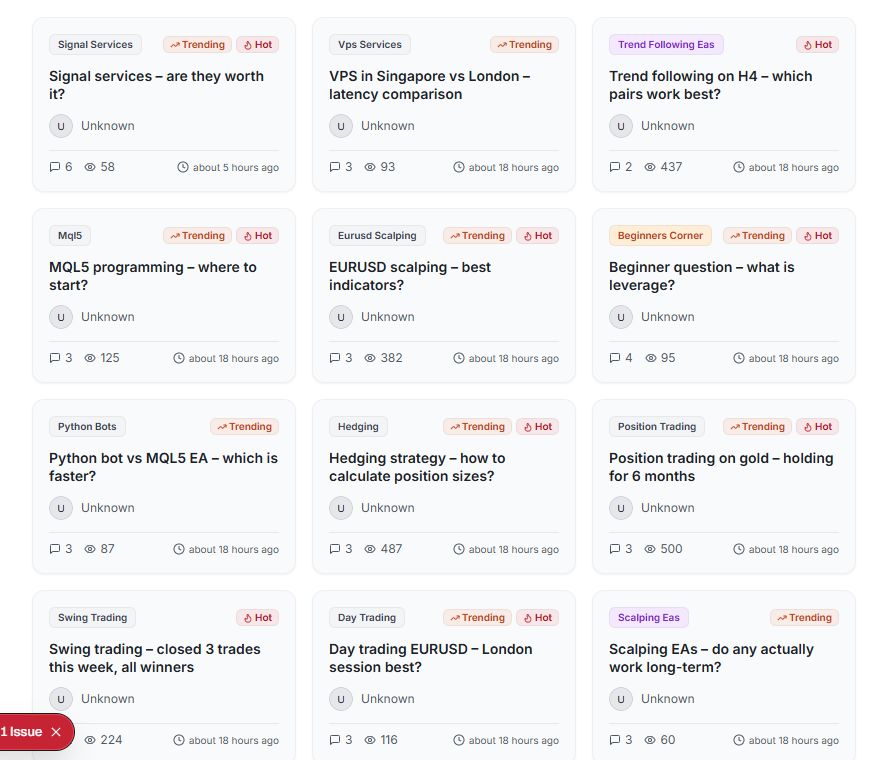 Signal Services Trending Hot
Signal services – are they worth
it?
U Unknown
6 58 about 5 hours ago
Vps Services Trending
VPS in Singapore vs London –
latency comparison
U Unknown
3 93 about 18 hours ago
Trend Following Eas Hot
Trend following on H4 – which
pairs work best?
U Unknown
2 437 about 18 hours ago
Mql5 Trending Hot
MQL5 programming – where to
start?
U Unknown
3 125 about 18 hours ago
Eurusd Scalping Trending Hot
EURUSD scalping – best
indicators?
U Unknown
3 382 about 18 hours ago
Beginners Corner Trending Hot
Beginner question – what is
leverage?
U Unknown
4 95 about 18 hours ago
Python Bots Trending
Python bot vs MQL5 EA – which is
faster?
U Unknown
3 87 about 18 hours ago
Hedging Trending Hot
Hedging strategy – how to
calculate position sizes?
U Unknown
3 487 about 18 hours ago
Position Trading Trending Hot
Position trading on gold – holding
for 6 months
U Unknown
3 500 about 18 hours ago
Swing Trading Hot
Swing trading – closed 3 trades
this week, all winners
U Unknown
224 about 18 hours ago
Day Trading Trending Hot
Day trading EURUSD – London
session best?
U Unknown
3 116 about 18 hours ago
Scalping Eas Trending
Scalping EAs – do any actually
work long-term?
U Unknown
3 60 about 18 hours ago
1 Issue